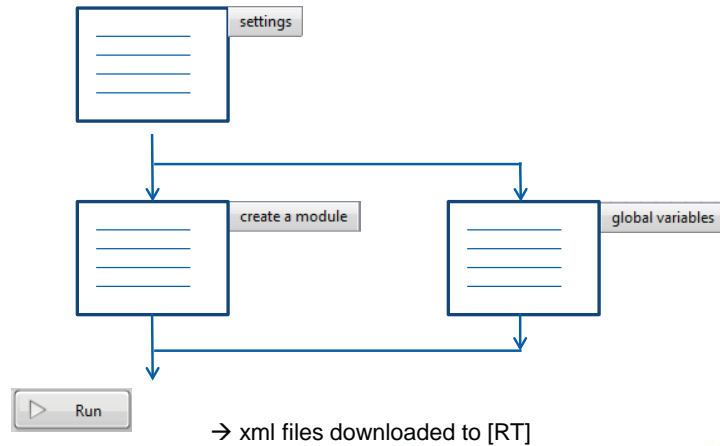 settings
create a module
global variables
Run
→ xml files downloaded to [RT]